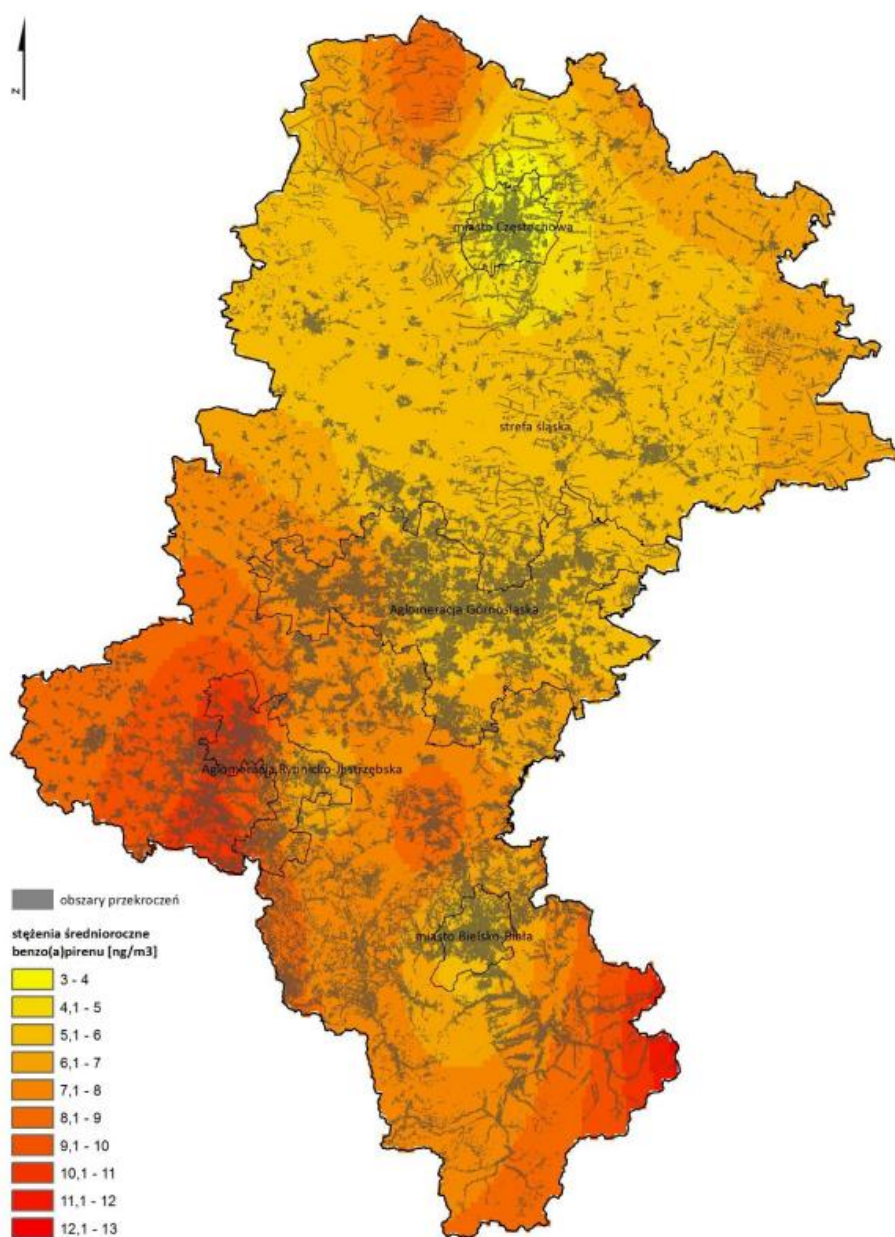 N
miasto Częstochowa
strefa śląska
Aglomeracja Górnośląska
Aglomeracja Rybnicko-Jastrzębska
miasto Bielsko-Biała
obszary przekroczeń
stężenia średnioroczne
benzo(a)pirenu [ng/m3]
3 - 4
4,1 - 5
5,1 - 6
6,1 - 7
7,1 - 8
8,1 - 9
9,1 - 10
10,1 - 11
11,1 - 12
12,1 - 13